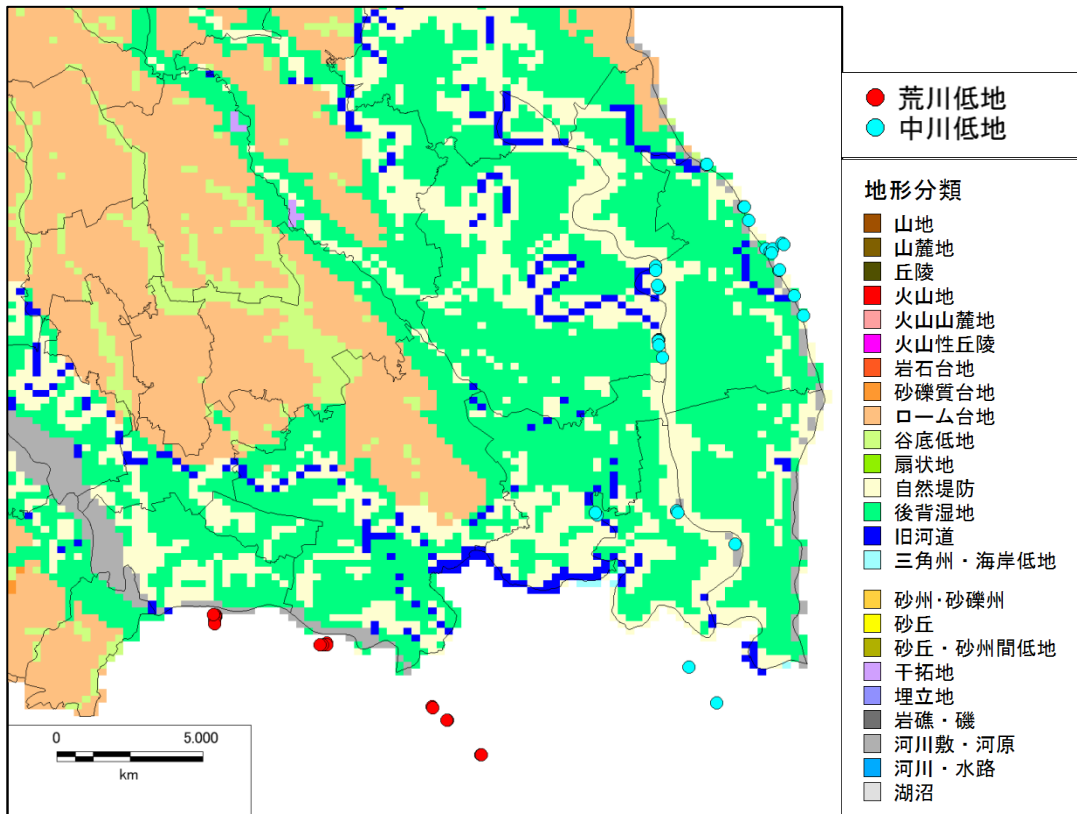 荒川低地
中川低地
地形分類
山地
山麓地
丘陵
火山地
火山山麓地
火山性丘陵
岩石台地
砂礫質台地
ローム台地
谷底低地
扇状地
自然堤防
後背湿地
旧河道
三角州・海岸低地
砂州・砂礫州
砂丘
砂丘・砂州間低地
干拓地
埋立地
岩礁・磯
河川敷・河原
河川・水路
湖沼
0 5.000
km